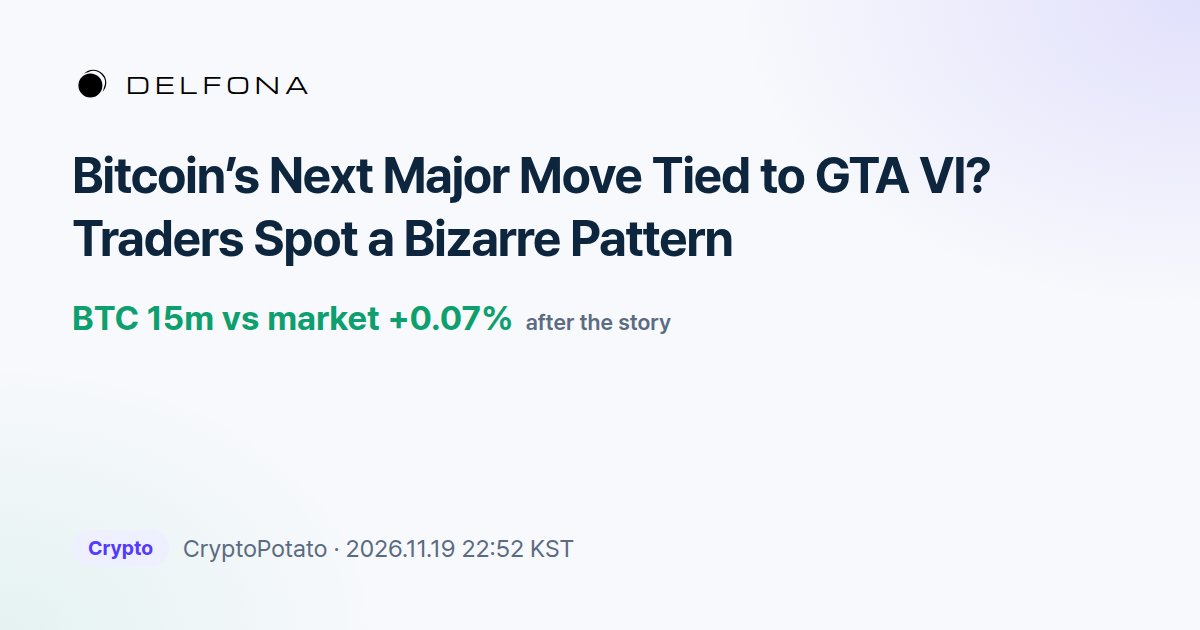 DELFONA
Bitcoin’s Next Major Move Tied to GTA VI?
Traders Spot a Bizarre Pattern
BTC 15m vs market +0.07% after the story
Crypto CryptoPotato · 2026.11.19 22:52 KST